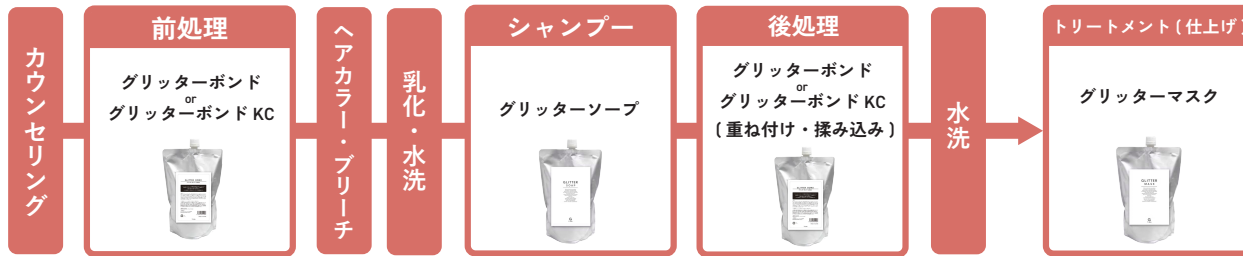 カウンセリング
前処理
グリッターボンド
or
グリッターボンド KC
ヘアカラー・ブリーチ
乳化・水洗
シャンプー
グリッターソープ
後処理
グリッターボンド
or
グリッターボンド KC
( 重ね付け・揉み込み )
水洗
トリートメント ( 仕上げ )
グリッターマスク
GLITTER
MASK